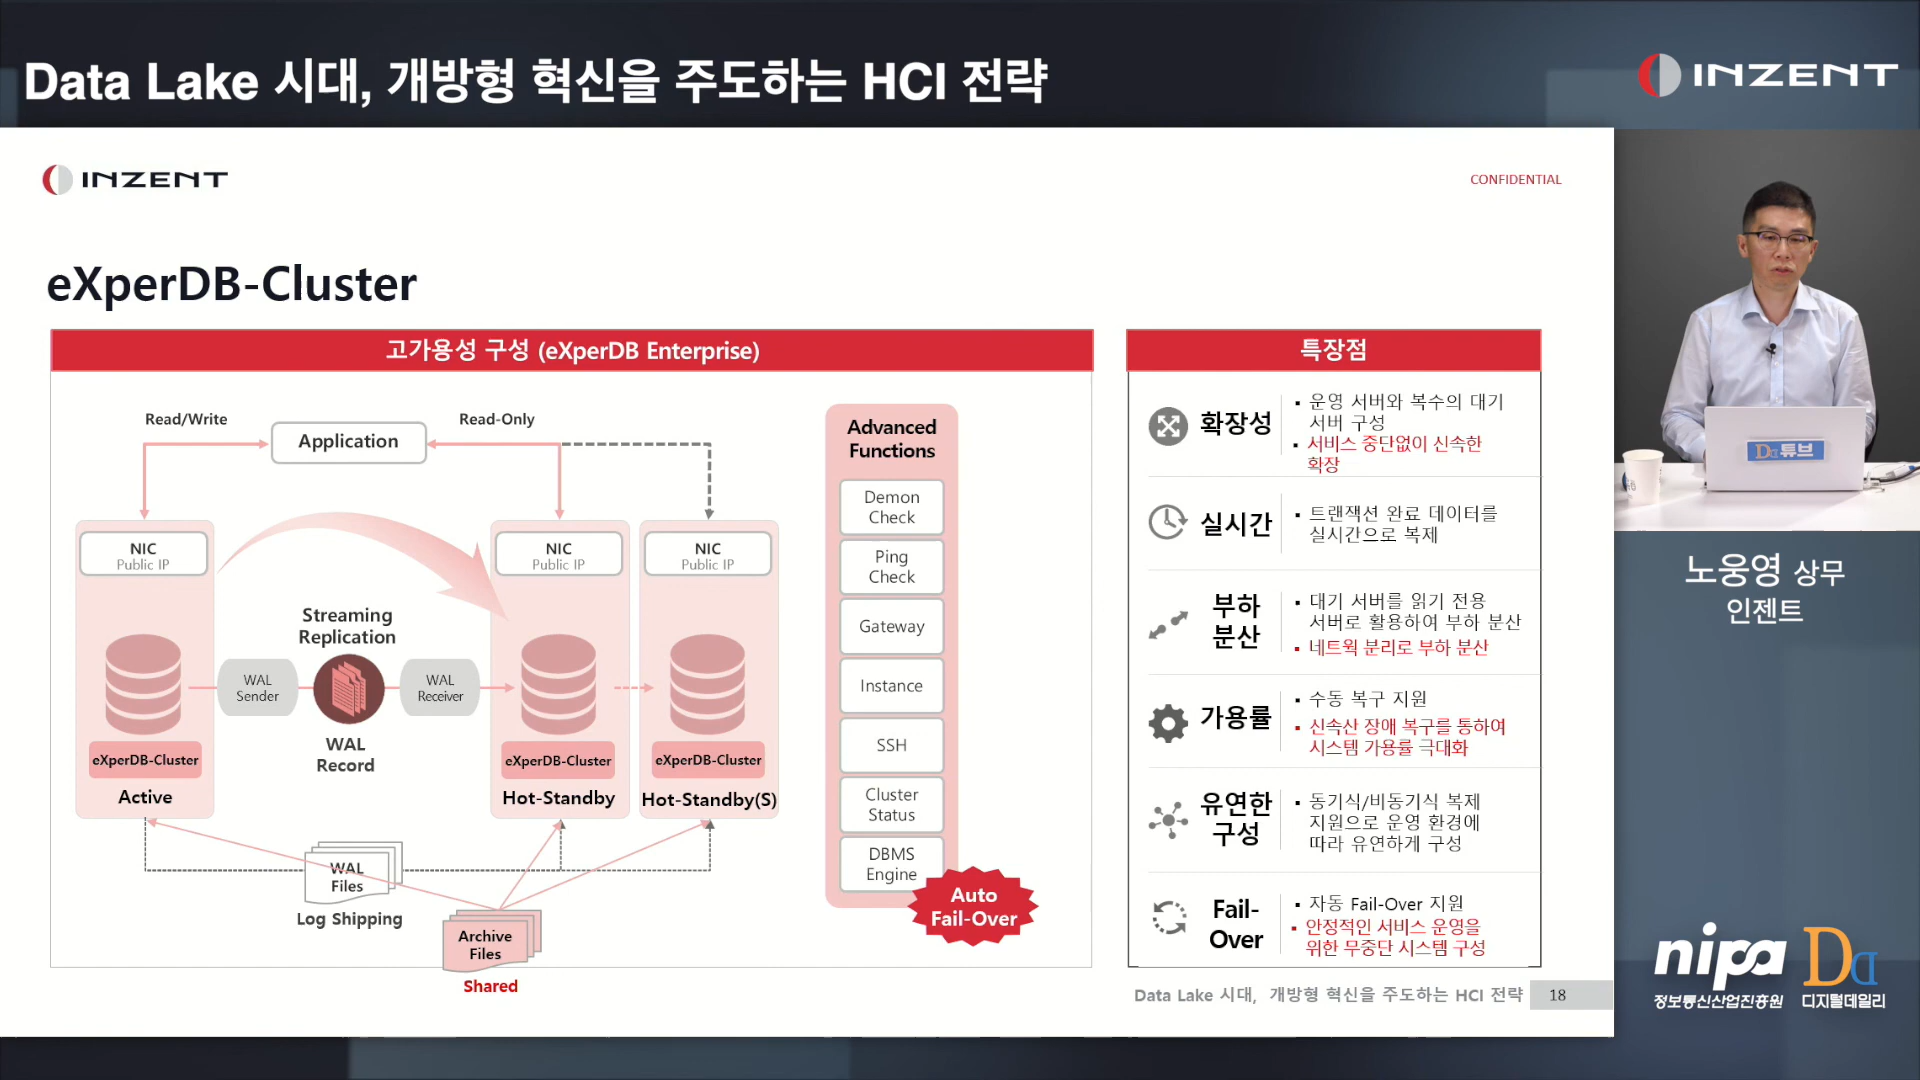 Data Lake 시대, 개방형 혁신을 주도하는 HCI 전략
INZENT
INZENT
CONFIDENTIAL
eXperDB-Cluster
고가용성 구성 (eXperDB Enterprise)
Read/Write
Application
Read-Only
NIC
Public IP
NIC
Public IP
NIC
Public IP
Streaming
Replication
WAL
Sender
WAL
Receiver
WAL
Record
eXperDB-Cluster
eXperDB-Cluster
eXperDB-Cluster
Active
Hot-Standby
Hot-Standby(S)
WAL
Files
Log Shipping
Archive
Files
Shared
Advanced
Functions
Demon
Check
Ping
Check
Gateway
Instance
SSH
Cluster
Status
DBMS
Engine
Auto
Fail-Over
특장점
확장성
▪ 운영 서버와 복수의 대기
서버 구성
▪ 서비스 중단없이 신속한
확장
실시간
▪ 트랜잭션 완료 데이터를
실시간으로 복제
부하
분산
▪ 대기 서버를 읽기 전용
서버로 활용하여 부하 분산
▪ 네트웍 분리로 부하 분산
가용률
▪ 수동 복구 지원
▪ 신속산 장애 복구를 통하여
시스템 가용률 극대화
유연한
구성
▪ 동기식/비동기식 복제
지원으로 운영 환경에
따라 유연하게 구성
Fail-
Over
▪ 자동 Fail-Over 지원
▪ 안정적인 서비스 운영을
위한 무중단 시스템 구성
Data Lake 시대, 개방형 혁신을 주도하는 HCI 전략
18
DD튜브
노웅영 상무
인젠트
nipa
정보통신산업진흥원
DD
디지털데일리